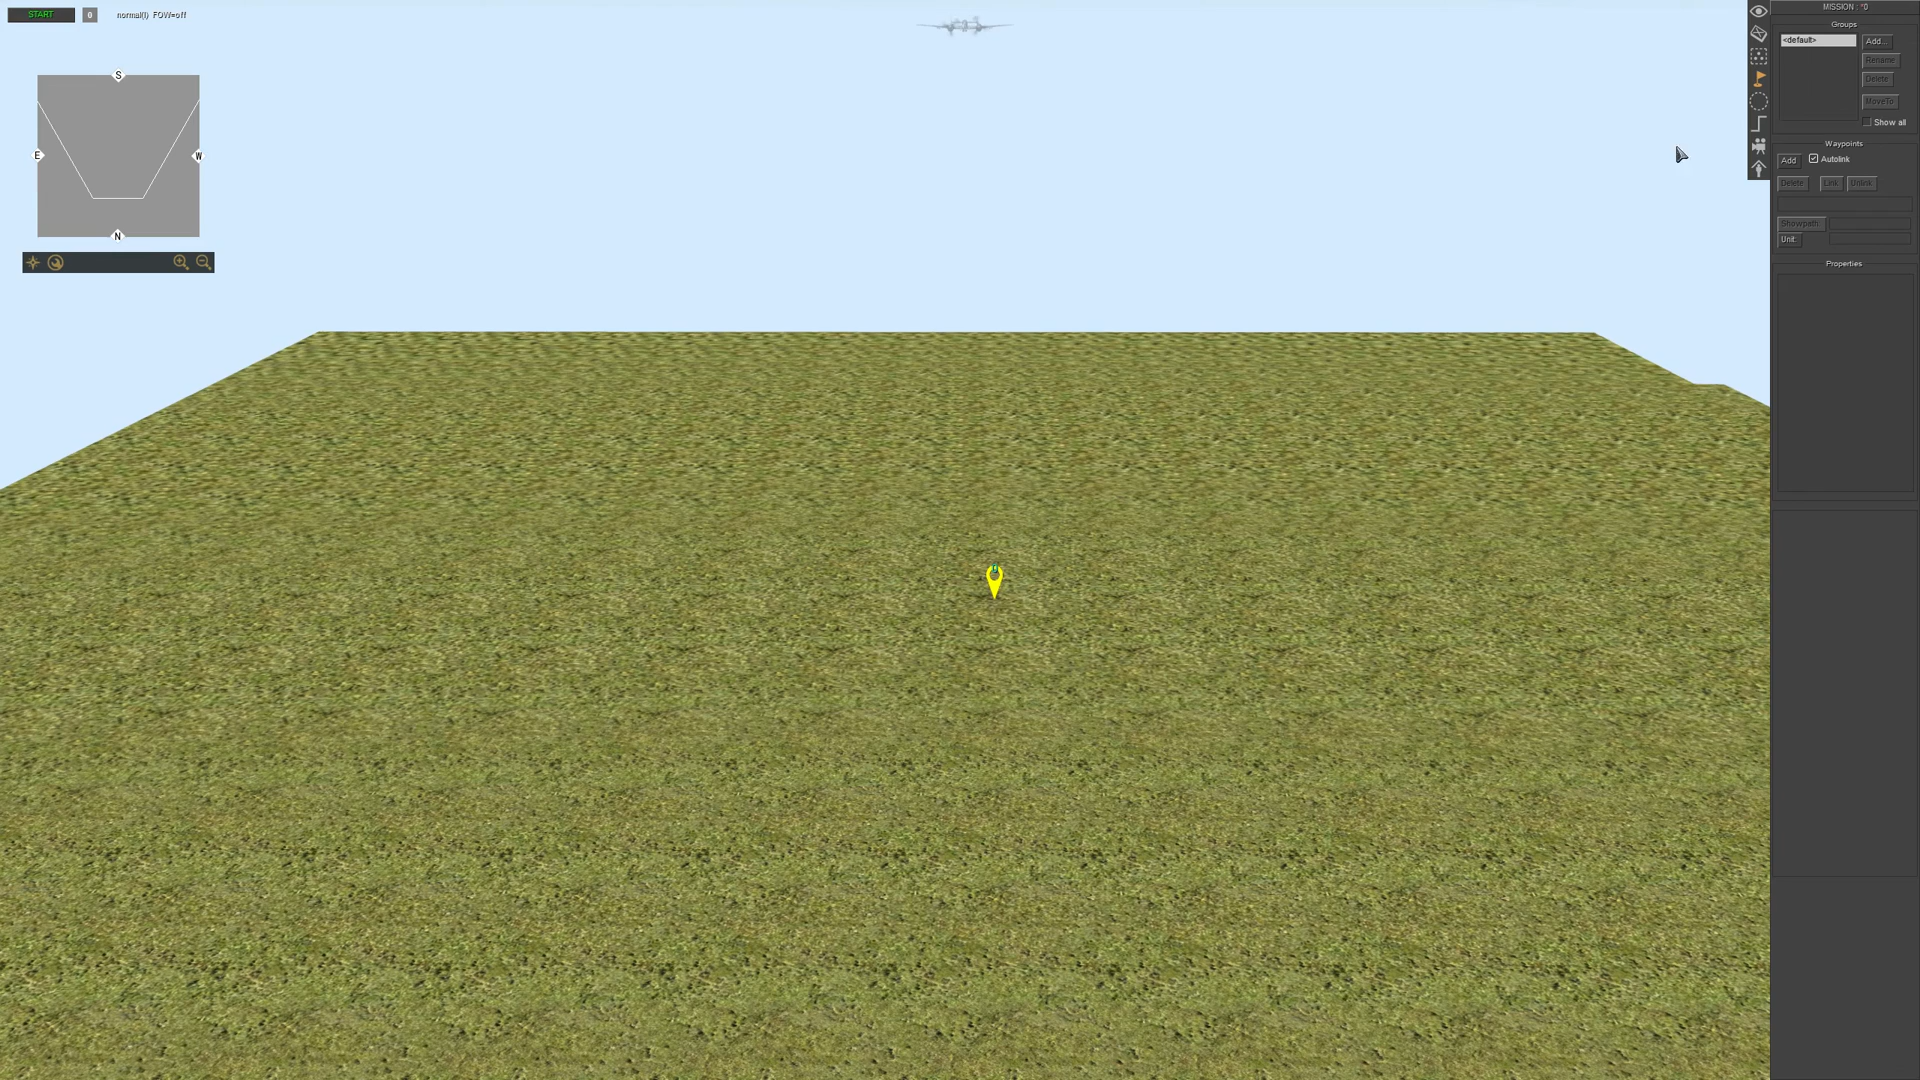 START
0
normal(I) FOW=off
S
E
W
N
MISSION : *0
Groups
<default>
Add...
Rename
Delete
MoveTo
Show all
Waypoints
Add
Autolink
Delete
Link
Unlink
Showpath:
Unit:
Properties